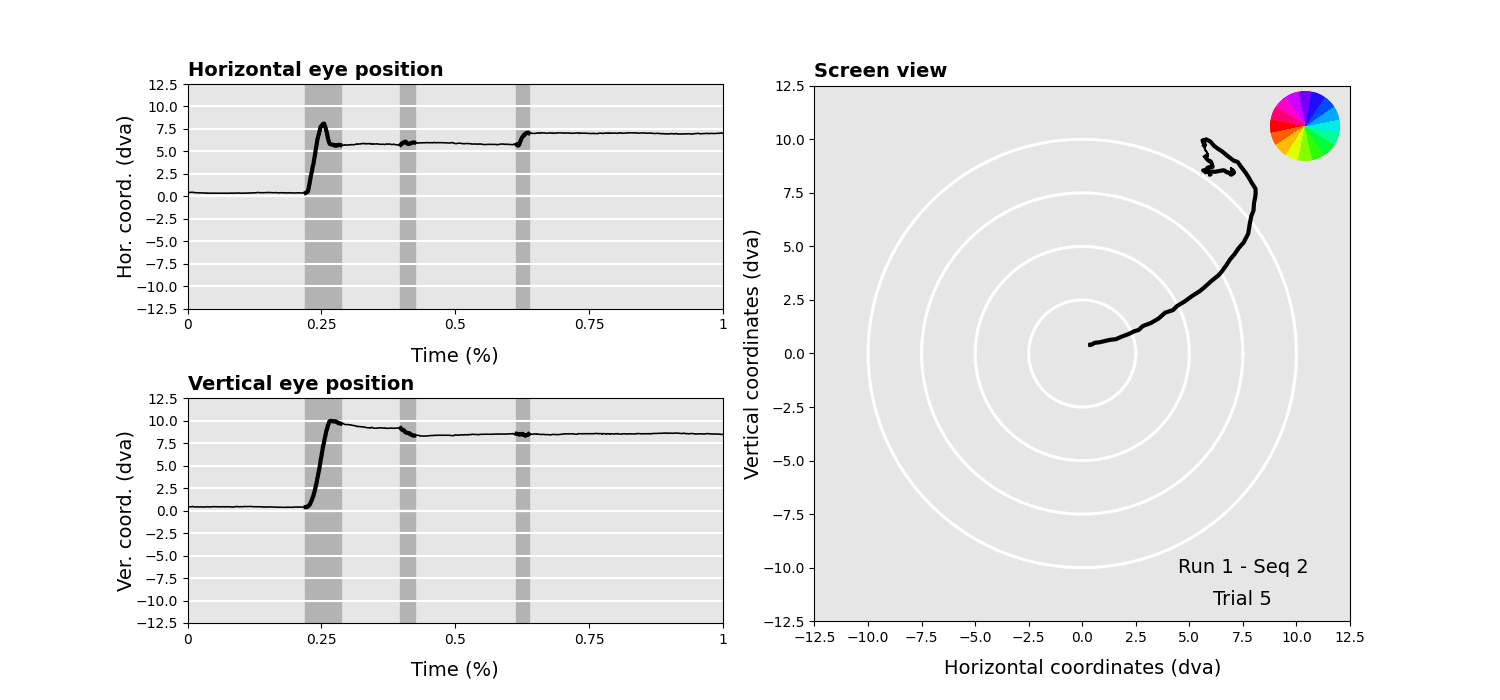 Horizontal eye position
12.5
10.0
7.5
5.0
2.5
0.0
−2.5
−5.0
−7.5
−10.0
−12.5
Hor. coord. (dva)
0 0.25 0.5 0.75 1
Time (%)
Vertical eye position
12.5
10.0
7.5
5.0
2.5
0.0
−2.5
−5.0
−7.5
−10.0
−12.5
Ver. coord. (dva)
0 0.25 0.5 0.75 1
Time (%)
Screen view
12.5
10.0
7.5
5.0
2.5
0.0
−2.5
−5.0
−7.5
−10.0
−12.5
Vertical coordinates (dva)
Run 1 - Seq 2
Trial 5
−12.5 −10.0 −7.5 −5.0 −2.5 0.0 2.5 5.0 7.5 10.0 12.5
Horizontal coordinates (dva)